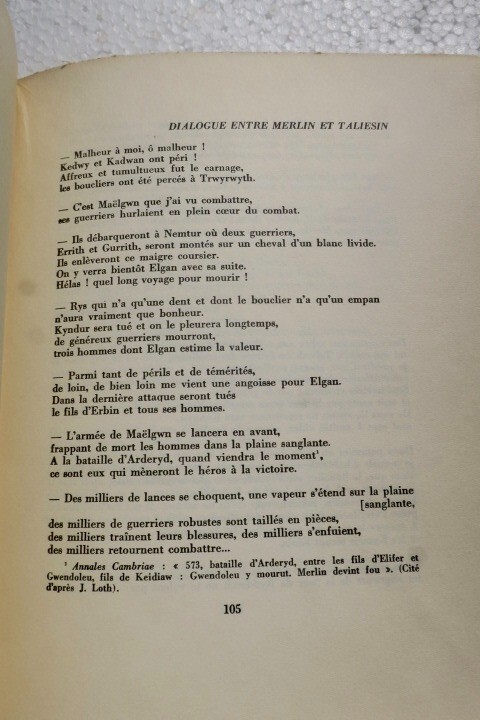 DIALOGUE ENTRE MERLIN ET TALIESIN
— Malheur à moi, ô malheur !
Kedwy et Kadwan ont péri !
Affreux et tumultueux fut le carnage,
les boucliers ont été percés à Trwyrwyth.
— C'est Maëlgwn que j'ai vu combattre,
ses guerriers hurlaient en plein cœur du combat.
— Ils débarqueront à Nemtur où deux guerriers,
Errith et Gurrith, seront montés sur un cheval d'un blanc livide.
Ils enlèveront ce maigre coursier.
On y verra bientôt Elgan avec sa suite.
Hélas ! quel long voyage pour mourir !
— Rys qui n'a qu'une dent et dont le bouclier n'a qu'un empan
n'aura vraiment que bonheur.
Kyndur sera tué et on le pleurera longtemps,
de généreux guerriers mourront,
trois hommes dont Elgan estime la valeur.
— Parmi tant de périls et de témérités,
de loin, de bien loin me vient une angoisse pour Elgan.
Dans la dernière attaque seront tués
le fils d'Erbin et tous ses hommes.
— L'armée de Maëlgwn se lancera en avant,
frappant de mort les hommes dans la plaine sanglante.
A la bataille d'Arderyd, quand viendra le moment¹,
ce sont eux qui mèneront le héros à la victoire.
— Des milliers de lances se choquent, une vapeur s'étend sur la plaine
[sanglante,
des milliers de guerriers robustes sont taillés en pièces,
des milliers traînent leurs blessures, des milliers s'enfuient,
des milliers retournent combattre...
¹ Annales Cambriae : « 573, bataille d'Arderyd, entre les fils d'Elifer et
Gwendoleu, fils de Keidiaw : Gwendoleu y mourut. Merlin devint fou ». (Cité
d'après J. Loth).
105